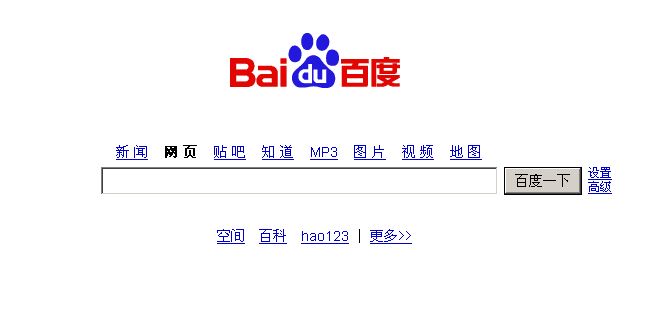 Bai du 百度
新闻 网页 贴吧 知道 MP3 图片 视频 地图
百度一下 设置
高级
空间 百科 hao123 | 更多>>